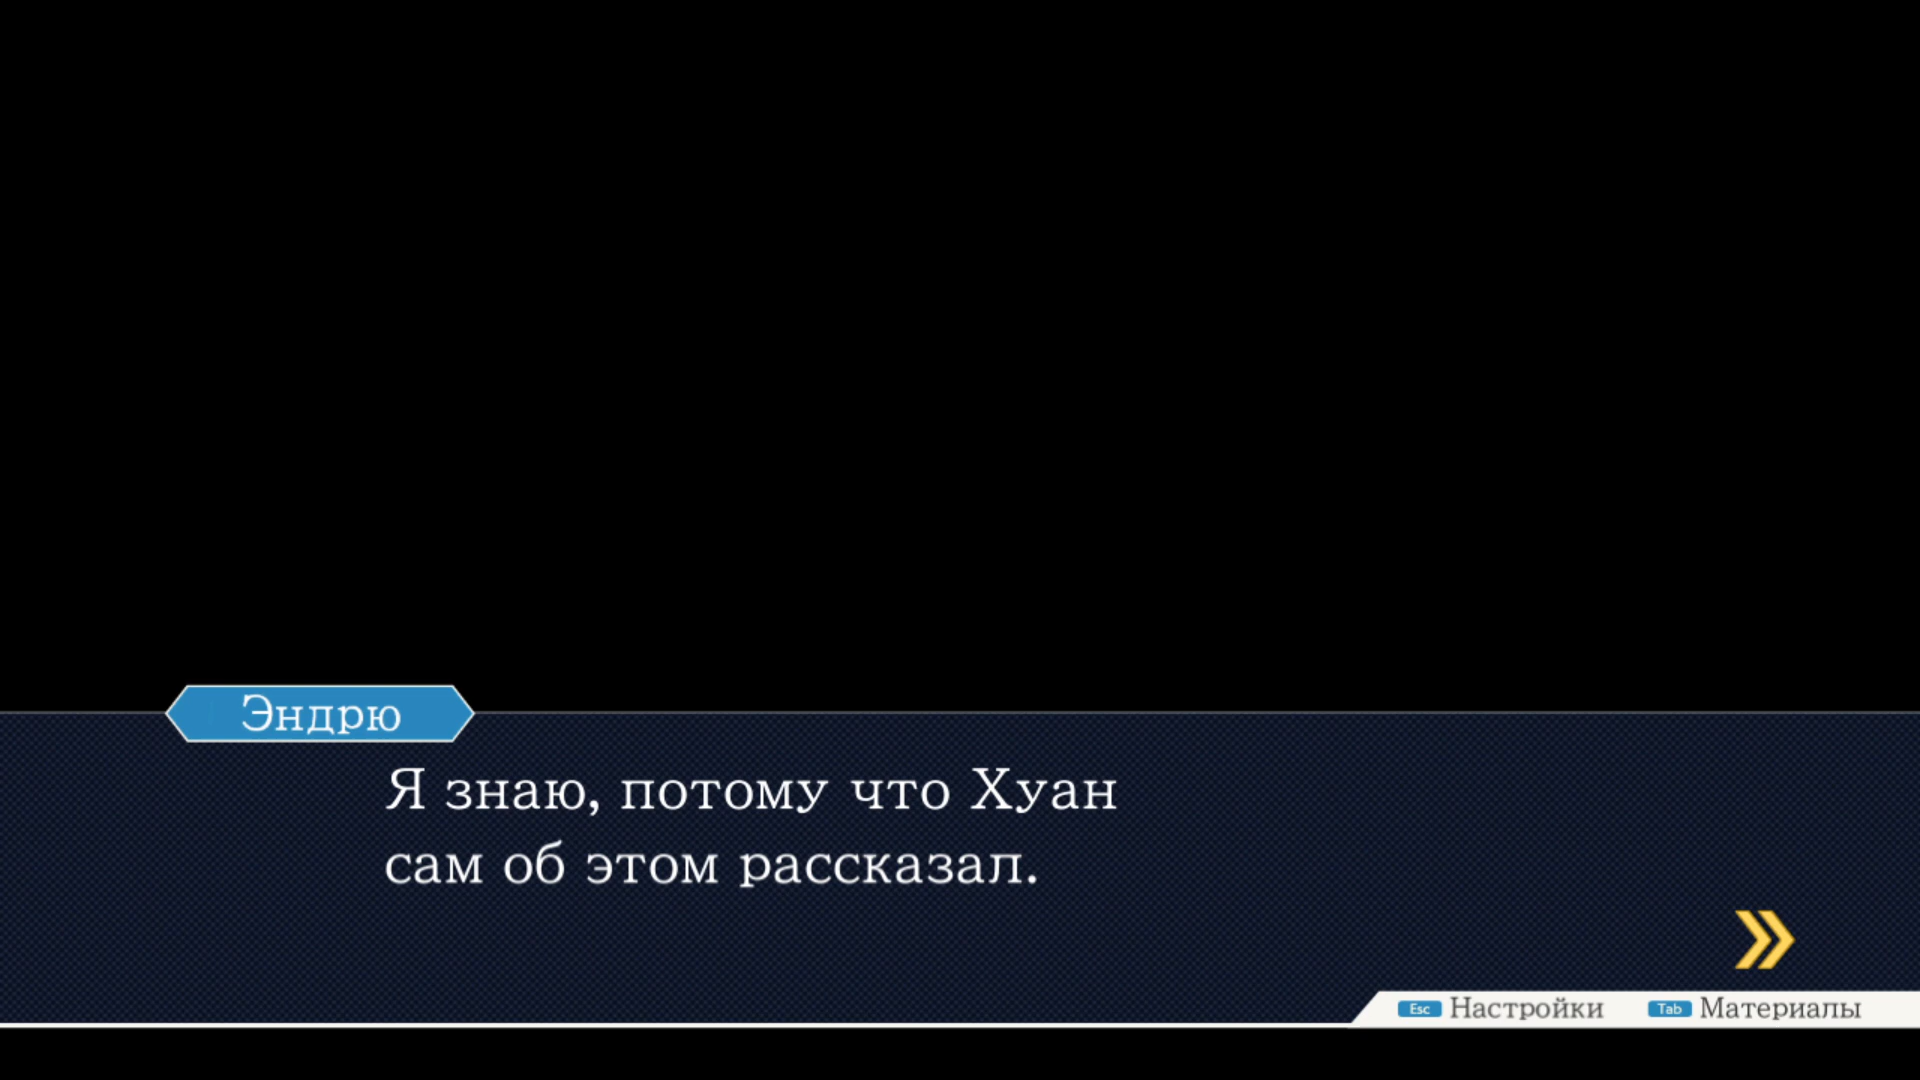 Эндрю
Я знаю, потому что Хуан
сам об этом рассказал.
Esc Настройки Tab Материалы